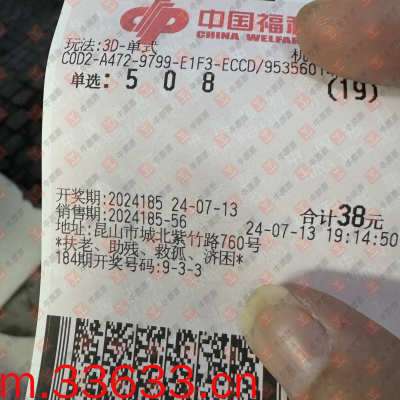 中国福利
CHINA WELFA
玩法:3D-单式
C0D2-A472-9799-E1F3-ECCD/9535601
单选: 5 0 8 (19)
开奖期:2024185 24-07-13
销售期:2024185-56 合计38元
地址:昆山市城北紫竹路760号 24-07-13 19:14:50
*扶老、助残、救孤、济困*
184期开奖号码:9-3-3
m.33633.cn